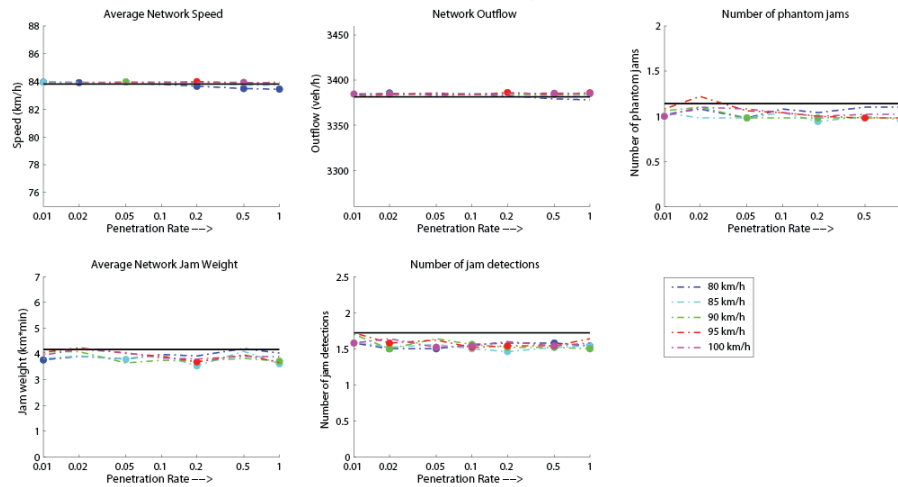 Average Network Speed
88
86
84
82
80
78
76
Speed (km/h)
0.01 0.02 0.05 0.1 0.2 0.5 1
Penetration Rate −−>
Network Outflow
3450
3400
3350
3300
Outflow (veh/h)
0.01 0.02 0.05 0.1 0.2 0.5 1
Penetration Rate −−>
Number of phantom jams
2
1.5
1
0.5
0
Number of phantom jams
0.01 0.02 0.05 0.1 0.2 0.5
Penetration Rate −−>
Average Network Jam Weight
7
6
5
4
3
2
1
0
Jam weight (km*min)
0.01 0.02 0.05 0.1 0.2 0.5 1
Penetration Rate −−>
Number of jam detections
2.5
2
1.5
1
0.5
0
Number of jam detections
0.01 0.02 0.05 0.1 0.2 0.5 1
Penetration Rate −−>
80 km/h
85 km/h
90 km/h
95 km/h
100 km/h